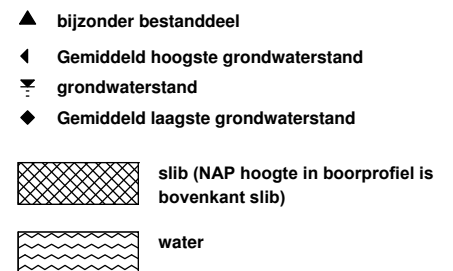 bijzonder bestanddeel
Gemiddeld hoogste grondwaterstand
grondwaterstand
Gemiddeld laagste grondwaterstand
slib (NAP hoogte in boorprofiel is
bovenkant slib)
water